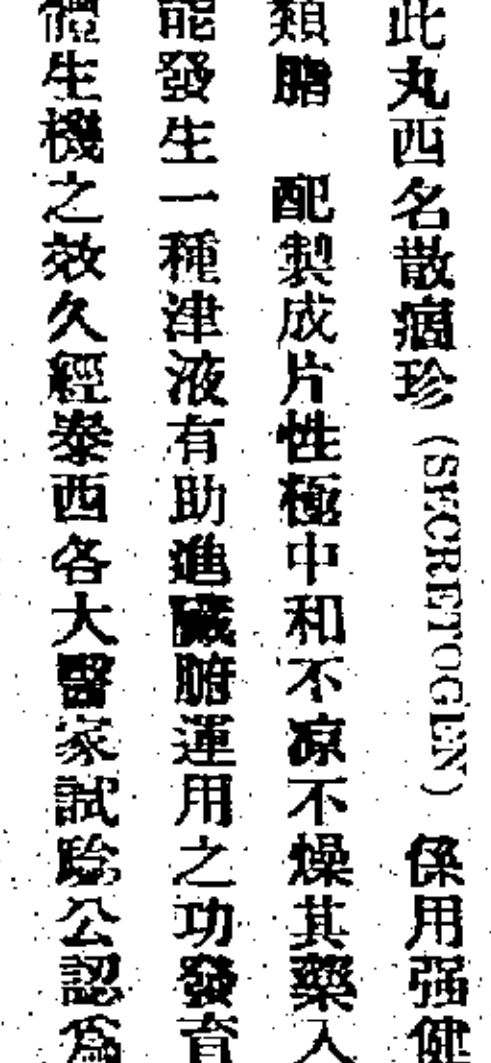 此丸西名散痼珍（SECRETOGEN）係用强健
類膽 配製成片性極中和不凉不燥其藥入
能發生一種津液有助進臟腑運用之功發育
體生機之效久經泰西各大醫家試騐公認爲